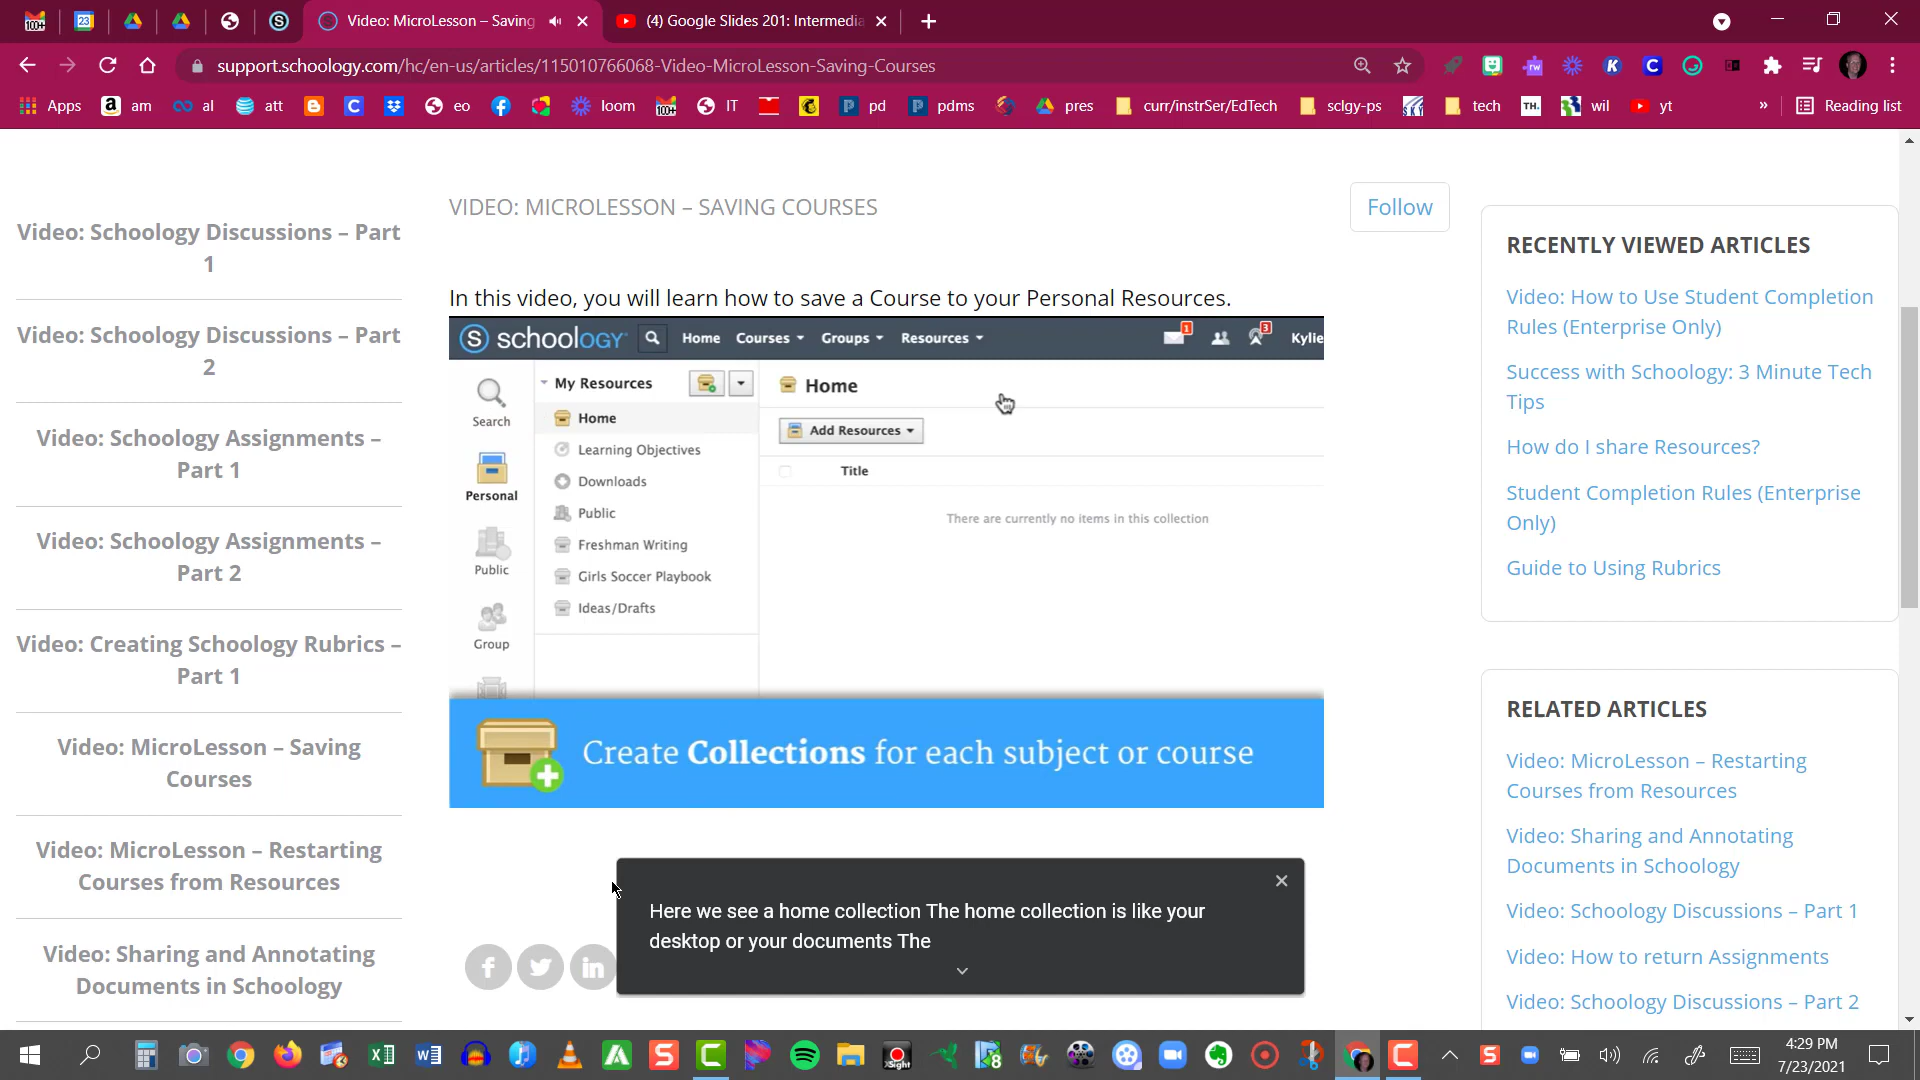 23
Video: MicroLesson – Saving
(4) Google Slides 201: Intermedia
support.schoology.com/hc/en-us/articles/115010766068-Video-MicroLesson-Saving-Courses
Apps am al att eo loom IT pd pdms pres curr/instrSer/EdTech sclgy-ps tech TH. wil yt » Reading list
Video: Schoology Discussions – Part
1
Video: Schoology Discussions – Part
2
Video: Schoology Assignments –
Part 1
Video: Schoology Assignments –
Part 2
Video: Creating Schoology Rubrics –
Part 1
Video: MicroLesson – Saving
Courses
Video: MicroLesson – Restarting
Courses from Resources
Video: Sharing and Annotating
Documents in Schoology
VIDEO: MICROLESSON – SAVING COURSES
Follow
In this video, you will learn how to save a Course to your Personal Resources.
S schoology Home Courses Groups Resources 1 3 Kylie
Search
Personal
Public
Group
My Resources
Home
Learning Objectives
Downloads
Public
Freshman Writing
Girls Soccer Playbook
Ideas/Drafts
Home
Add Resources
Title
There are currently no items in this collection
Create Collections for each subject or course
Here we see a home collection The home collection is like your
desktop or your documents The
RECENTLY VIEWED ARTICLES
Video: How to Use Student Completion
Rules (Enterprise Only)
Success with Schoology: 3 Minute Tech
Tips
How do I share Resources?
Student Completion Rules (Enterprise
Only)
Guide to Using Rubrics
RELATED ARTICLES
Video: MicroLesson – Restarting
Courses from Resources
Video: Sharing and Annotating
Documents in Schoology
Video: Schoology Discussions – Part 1
Video: How to return Assignments
Video: Schoology Discussions – Part 2
4:29 PM
7/23/2021